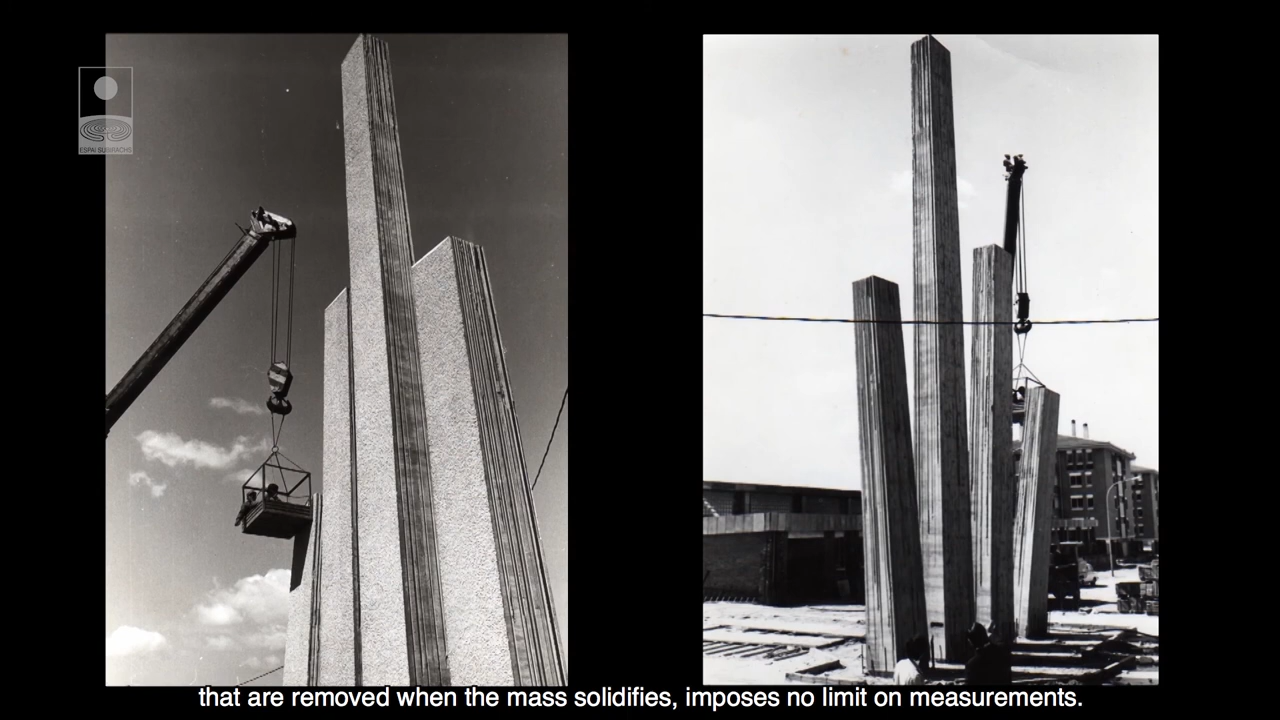 ESPAI SUBIRACHS
that are removed when the mass solidifies, imposes no limit on measurements.